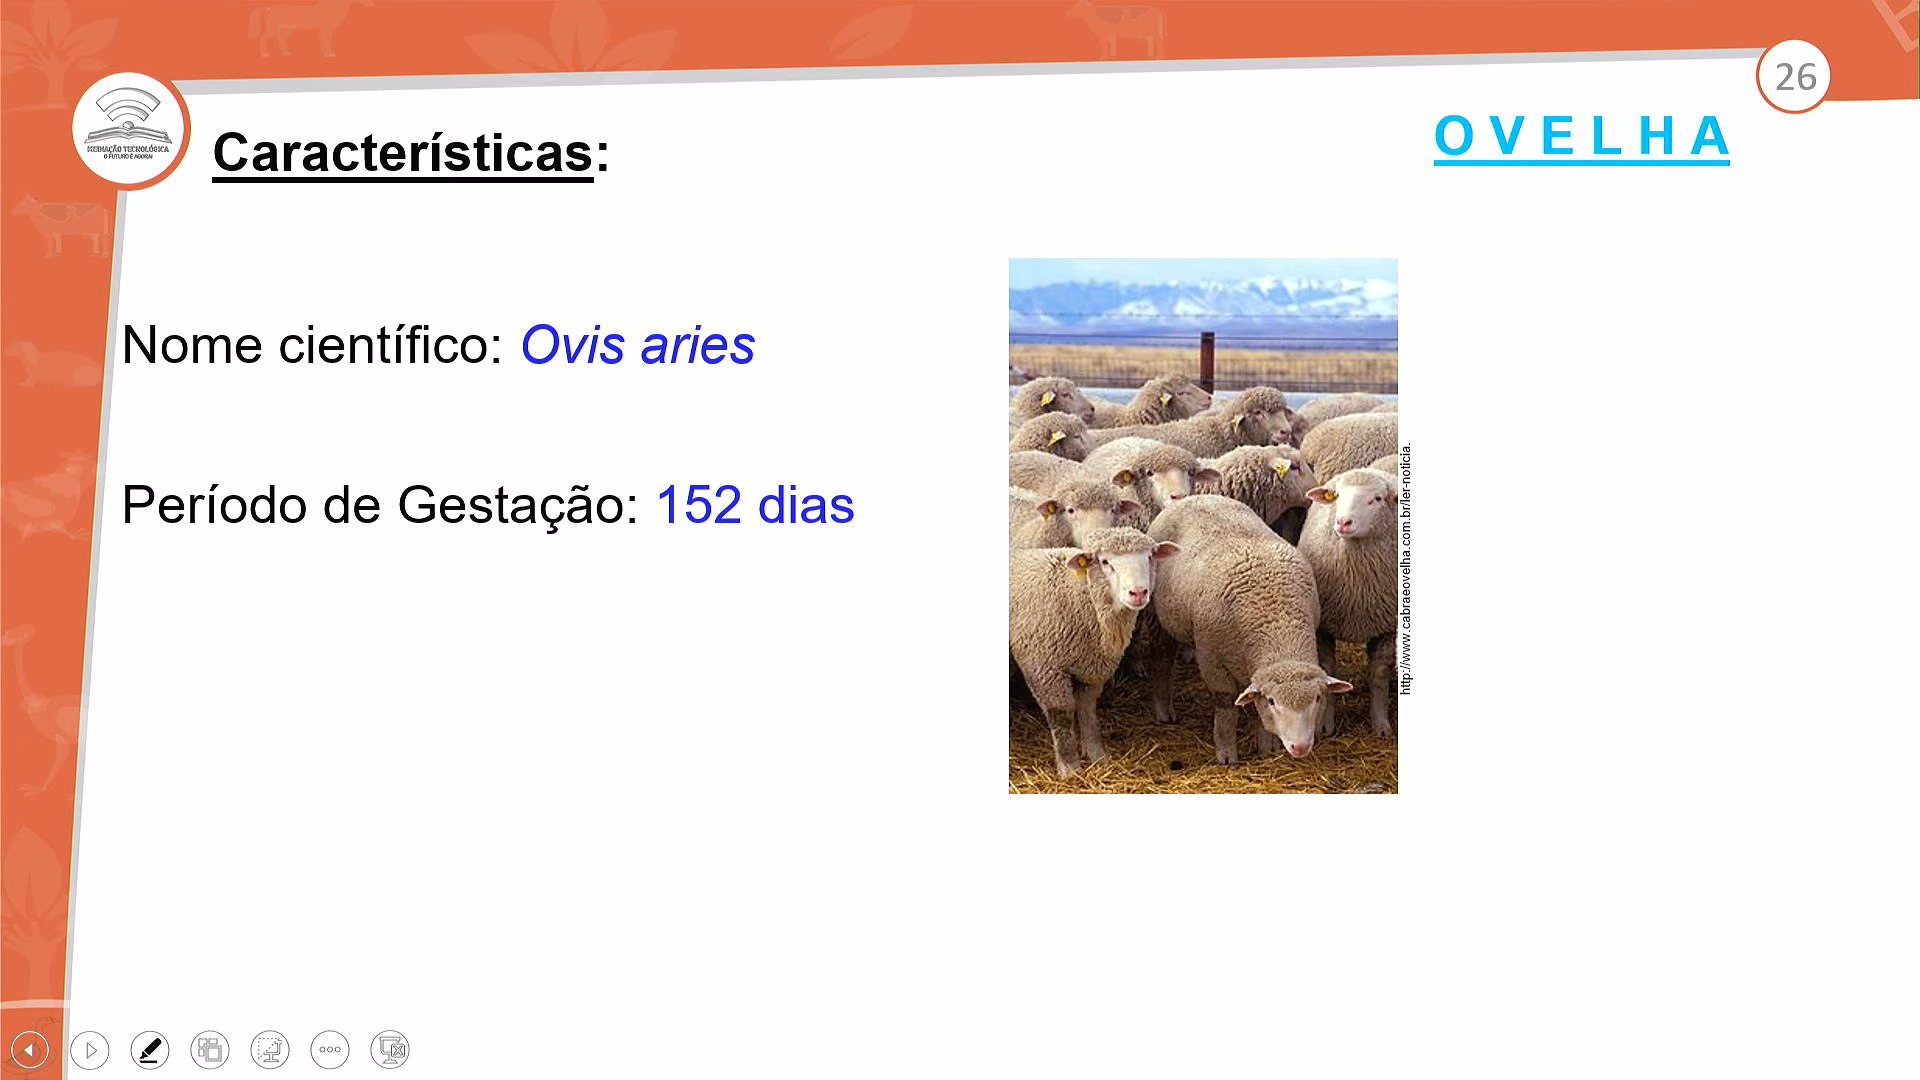 26
O V E L H A
MEDIAÇÃO TECNOLÓGICA
O FUTURO É AGORA!
Características:
Nome científico: Ovis aries
Período de Gestação: 152 dias
http://www.cabraeovelha.com.br/ler-noticia.